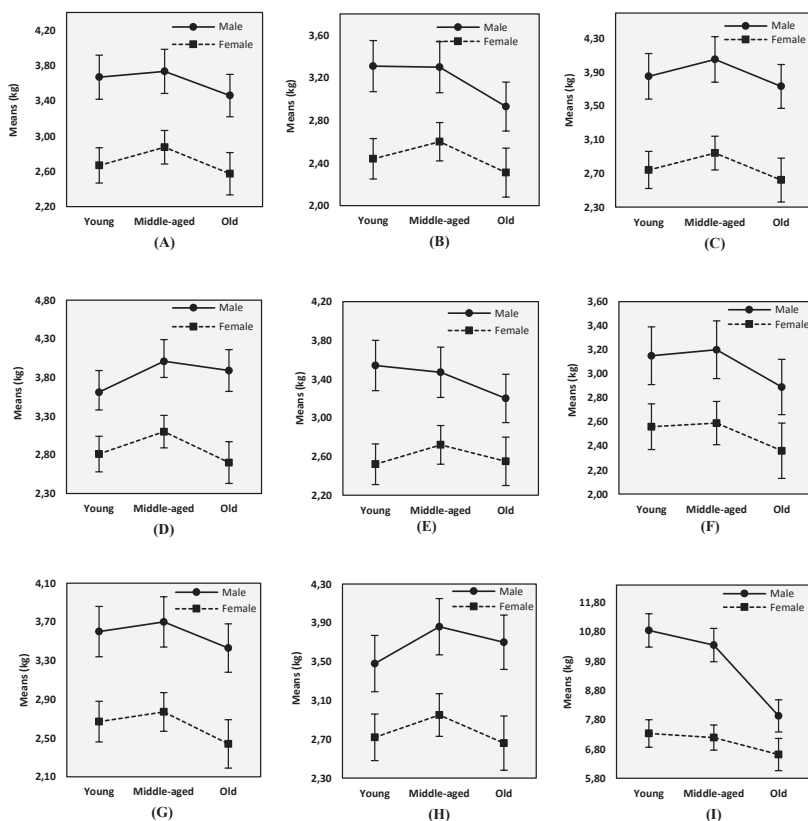 4,20
3,80
3,40
3,00
2,60
2,20
Means (kg)
Male
Female
Young Middle-aged Old
(A)
3,60
3,20
2,80
2,40
2,00
Means (kg)
Male
Female
Young Middle-aged Old
(B)
4,30
3,90
3,50
3,10
2,70
2,30
Means (kg)
Male
Female
Young Middle-aged Old
(C)
4,80
4,30
3,80
3,30
2,80
2,30
Means (kg)
Male
Female
Young Middle-aged Old
(D)
4,20
3,80
3,40
3,00
2,60
2,20
Means (kg)
Male
Female
Young Middle-aged Old
(E)
3,60
3,40
3,20
3,00
2,80
2,60
2,40
2,20
2,00
Means (kg)
Male
Female
Young Middle-aged Old
(F)
4,10
3,70
3,30
2,90
2,50
2,10
Means (kg)
Male
Female
Young Middle-aged Old
(G)
4,30
3,90
3,50
3,10
2,70
2,30
Means (kg)
Male
Female
Young Middle-aged Old
(H)
11,80
10,80
9,80
8,80
7,80
6,80
5,80
Means (kg)
Male
Female
Young Middle-aged Old
(I)